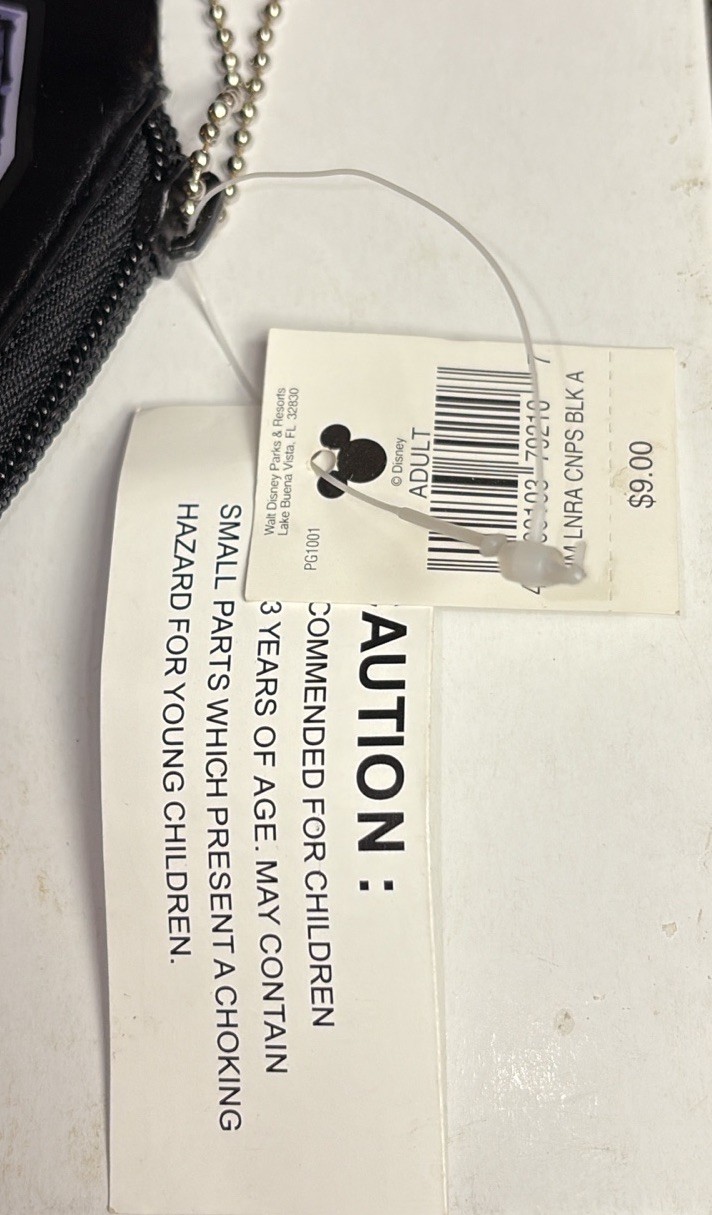 Walt Disney Parks & Resorts
Lake Buena Vista, FL 32830
PG1001
© Disney
ADULT
LNRA CNPS BLK A
$9.00
AUTION :
COMMENDED FOR CHILDREN
3 YEARS OF AGE. MAY CONTAIN
SMALL PARTS WHICH PRESENT A CHOKING
HAZARD FOR YOUNG CHILDREN.